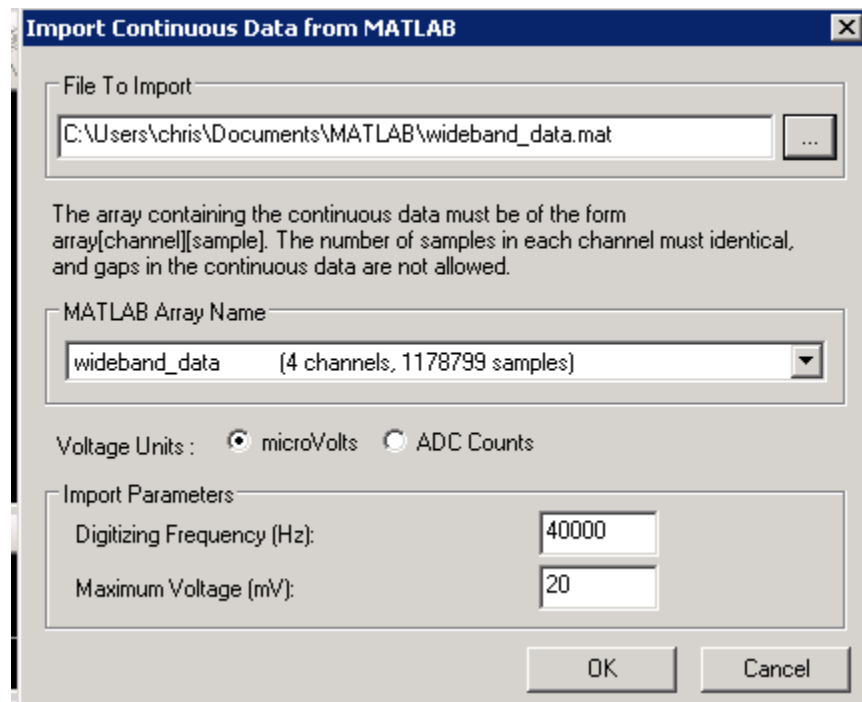 Import Continuous Data from MATLAB
File To Import
C:\Users\chris\Documents\MATLAB\wideband_data.mat
...
The array containing the continuous data must be of the form
array[channel][sample]. The number of samples in each channel must identical,
and gaps in the continuous data are not allowed.
MATLAB Array Name
wideband_data (4 channels, 1178799 samples)
Voltage Units : microVolts ADC Counts
Import Parameters
Digitizing Frequency (Hz): 40000
Maximum Voltage (mV): 20
OK Cancel